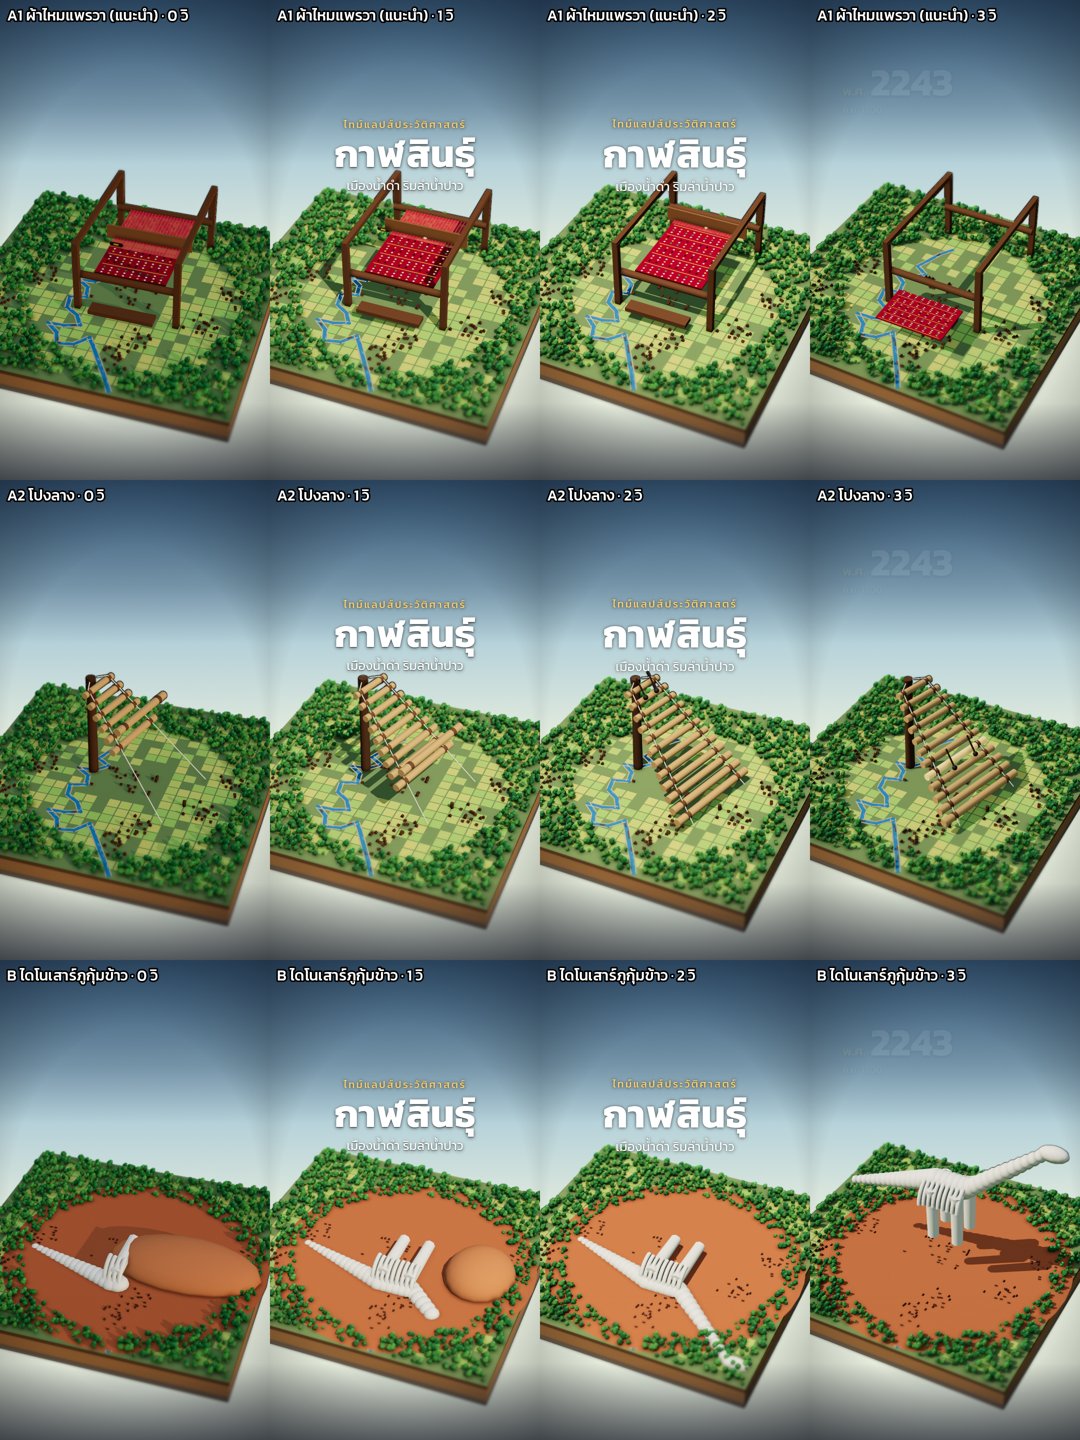 A1 ผ้าไหมแพรวา (แนะนำ) · 0 วิ
A1 ผ้าไหมแพรวา (แนะนำ) · 1 วิ
A1 ผ้าไหมแพรวา (แนะนำ) · 2 วิ
A1 ผ้าไหมแพรวา (แนะนำ) · 3 วิ
พ.ศ. 2243
ไทม์แลปส์ประวัติศาสตร์
กาฬสินธุ์
เมืองน้ำดำ ริมลำน้ำปาว
ไทม์แลปส์ประวัติศาสตร์
กาฬสินธุ์
เมืองน้ำดำ ริมลำน้ำปาว
A2 โปงลาง · 0 วิ
A2 โปงลาง · 1 วิ
A2 โปงลาง · 2 วิ
A2 โปงลาง · 3 วิ
พ.ศ. 2243
ไทม์แลปส์ประวัติศาสตร์
กาฬสินธุ์
เมืองน้ำดำ ริมลำน้ำปาว
ไทม์แลปส์ประวัติศาสตร์
กาฬสินธุ์
เมืองน้ำดำ ริมลำน้ำปาว
B ไดโนเสาร์ภูกุ้มข้าว · 0 วิ
B ไดโนเสาร์ภูกุ้มข้าว · 1 วิ
B ไดโนเสาร์ภูกุ้มข้าว · 2 วิ
B ไดโนเสาร์ภูกุ้มข้าว · 3 วิ
พ.ศ. 2243
ไทม์แลปส์ประวัติศาสตร์
กาฬสินธุ์
เมืองน้ำดำ ริมลำน้ำปาว
ไทม์แลปส์ประวัติศาสตร์
กาฬสินธุ์
เมืองน้ำดำ ริมลำน้ำปาว